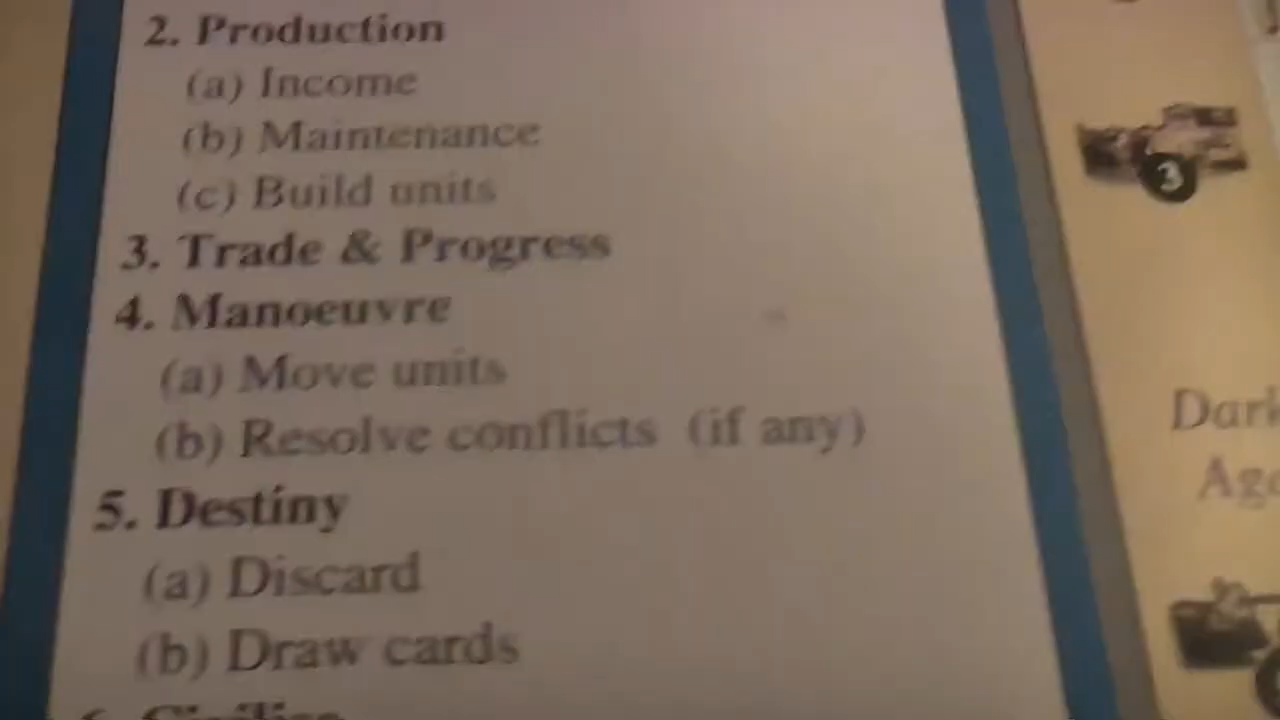 2. Production
(a) Income
(b) Maintenance
(c) Build units
3. Trade & Progress
4. Manoeuvre
(a) Move units
(b) Resolve conflicts (if any)
5. Destiny
(a) Discard
(b) Draw cards
3